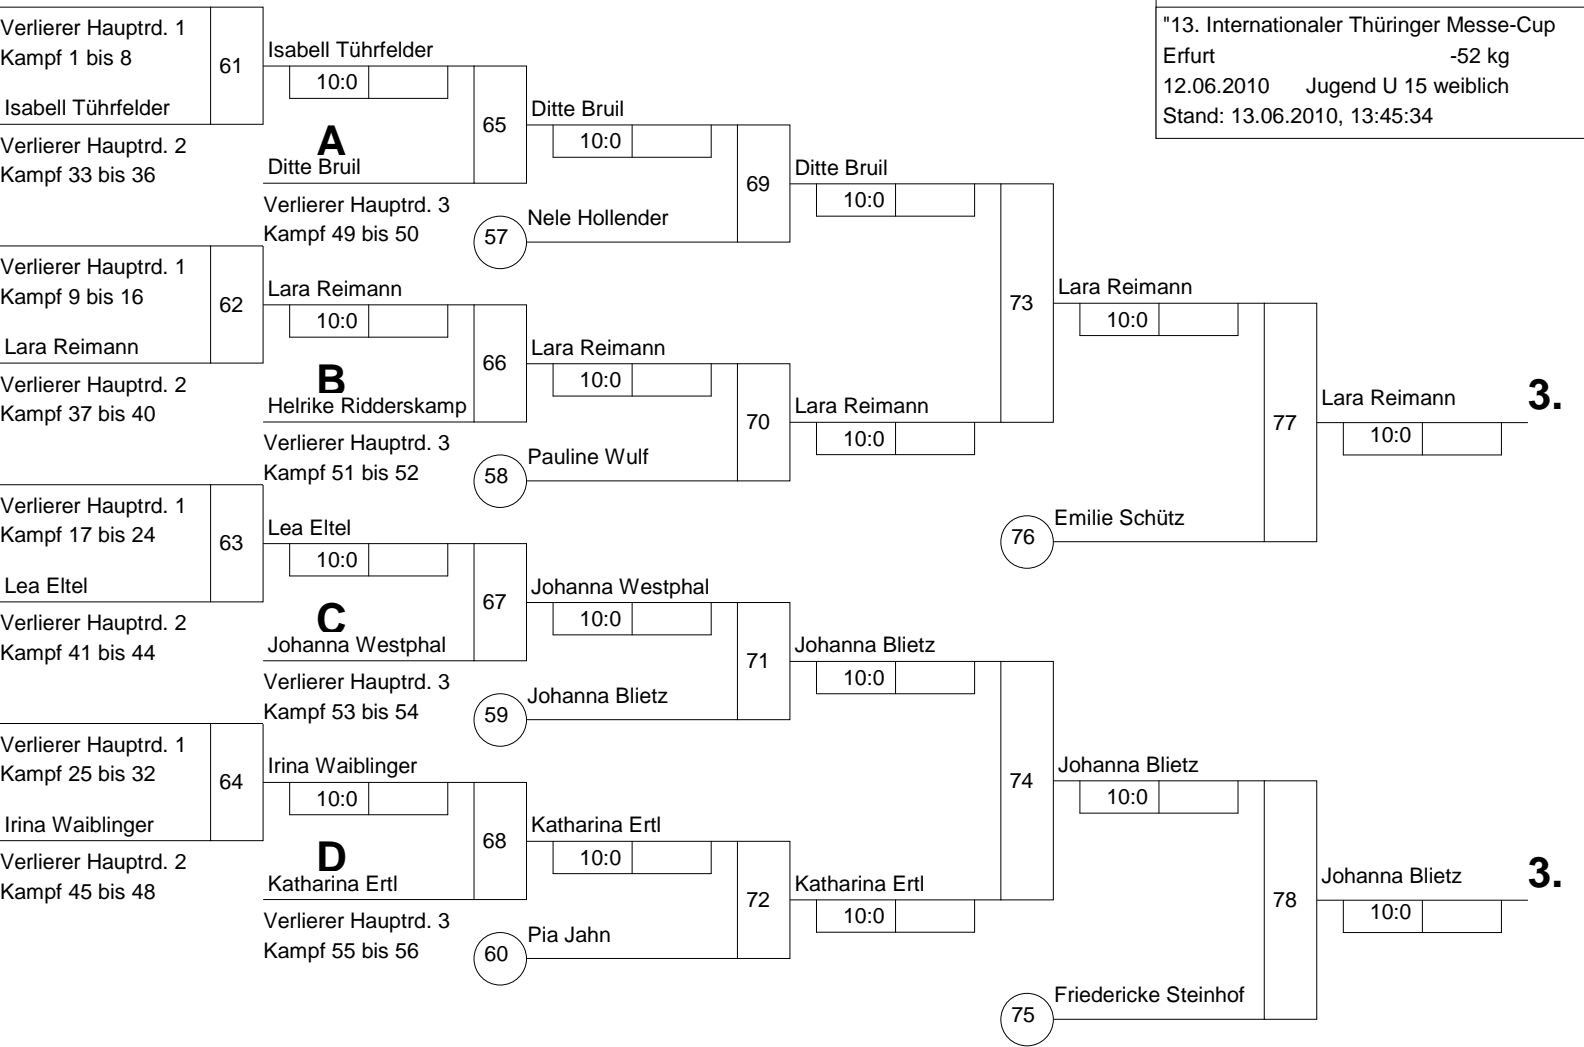 "13. Internationaler Thüringer Messe-Cup
Erfurt -52 kg
12.06.2010 Jugend U 15 weiblich
Stand: 13.06.2010, 13:45:34
Verlierer Hauptrd. 1
Kampf 1 bis 8
61
Isabell Tührfelder
Verlierer Hauptrd. 2
Kampf 33 bis 36
Isabell Tührfelder
10:0
A
65
Ditte Bruil
Verlierer Hauptrd. 3
Kampf 49 bis 50
Ditte Bruil
10:0
69
57
Nele Hollender
Ditte Bruil
10:0
Verlierer Hauptrd. 1
Kampf 9 bis 16
62
Lara Reimann
Verlierer Hauptrd. 2
Kampf 37 bis 40
Lara Reimann
10:0
B
66
Helrike Ridderskamp
Verlierer Hauptrd. 3
Kampf 51 bis 52
Lara Reimann
10:0
70
58
Pauline Wulf
Lara Reimann
10:0
73
Lara Reimann
10:0
77
76
Emilie Schütz
Lara Reimann
10:0
3.
Verlierer Hauptrd. 1
Kampf 17 bis 24
63
Lea Eltel
Verlierer Hauptrd. 2
Kampf 41 bis 44
Lea Eltel
10:0
C
67
Johanna Westphal
Verlierer Hauptrd. 3
Kampf 53 bis 54
Johanna Westphal
10:0
71
59
Johanna Blietz
Johanna Blietz
10:0
Verlierer Hauptrd. 1
Kampf 25 bis 32
64
Irina Waiblinger
Verlierer Hauptrd. 2
Kampf 45 bis 48
Irina Waiblinger
10:0
D
68
Katharina Ertl
Verlierer Hauptrd. 3
Kampf 55 bis 56
Katharina Ertl
10:0
72
60
Pia Jahn
Katharina Ertl
10:0
74
Johanna Blietz
10:0
78
75
Friedericke Steinhof
Johanna Blietz
10:0
3.